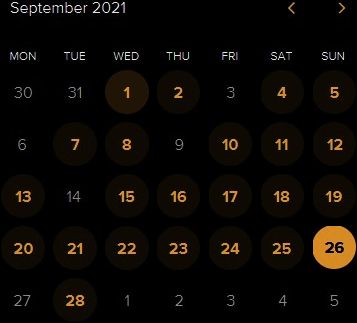 September 2021
MON TUE WED THU FRI SAT SUN
30 31 1 2 3 4 5
6 7 8 9 10 11 12
13 14 15 16 17 18 19
20 21 22 23 24 25 26
27 28 1 2 3 4 5